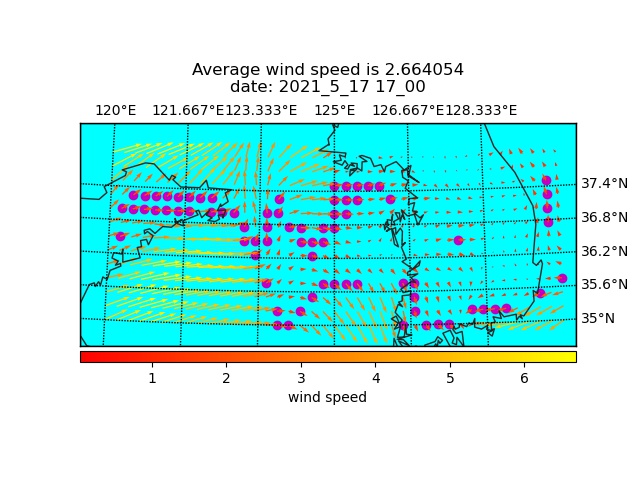 Average wind speed is 2.664054
date: 2021_5_17 17_00
120°E 121.667°E 123.333°E 125°E 126.667°E 128.333°E
37.4°N
36.8°N
36.2°N
35.6°N
35°N
1 2 3 4 5 6
wind speed